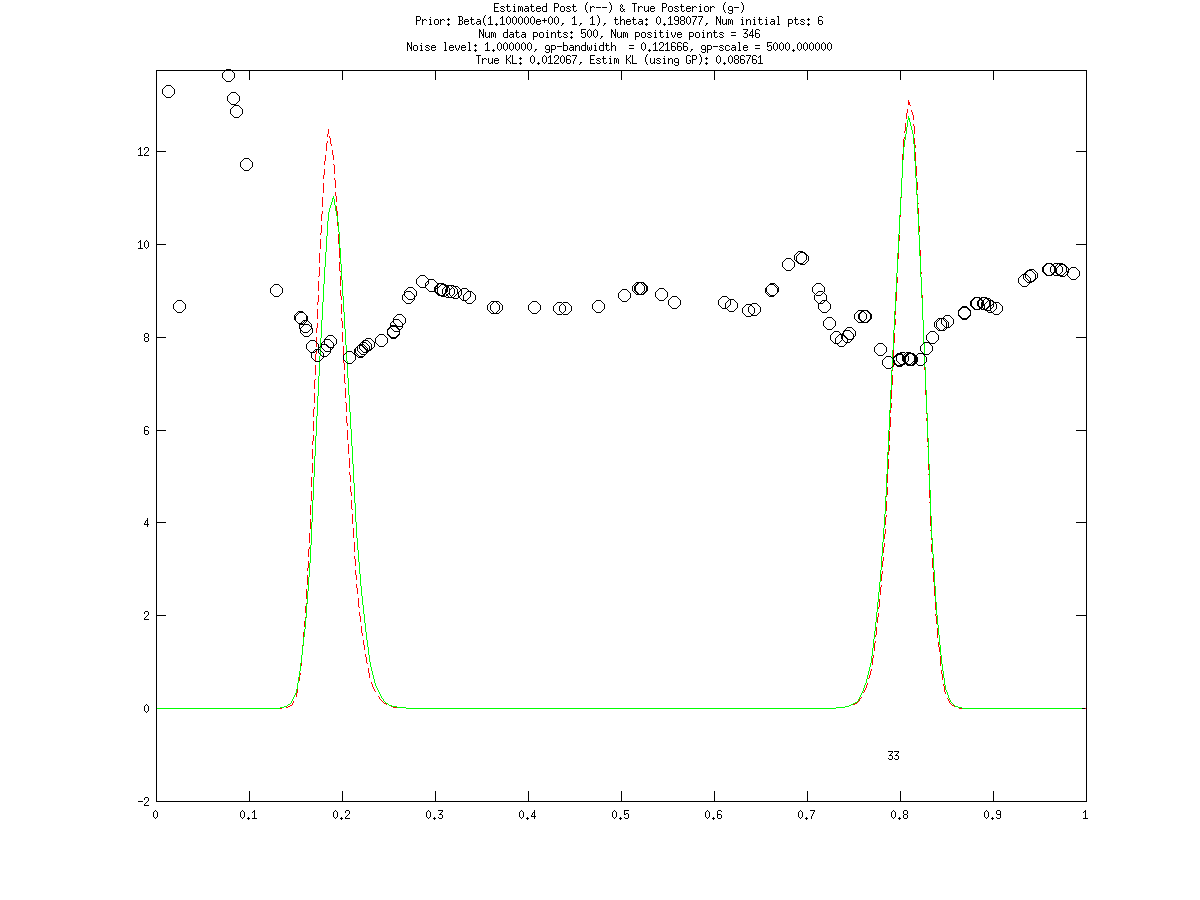 Estimated Post (r--) & True Posterior (g-)
Prior: Beta(1.100000e+00, 1, 1), theta: 0.198077, Num initial pts: 6
Num data points: 500, Num positive points = 346
Noise level: 1.000000, gp-bandwidth  = 0.121666, gp-scale = 5000.000000
True KL: 0.012067, Estim KL (using GP): 0.086761
12
10
8
6
4
2
0
33
-2
0 0.1 0.2 0.3 0.4 0.5 0.6 0.7 0.8 0.9 1